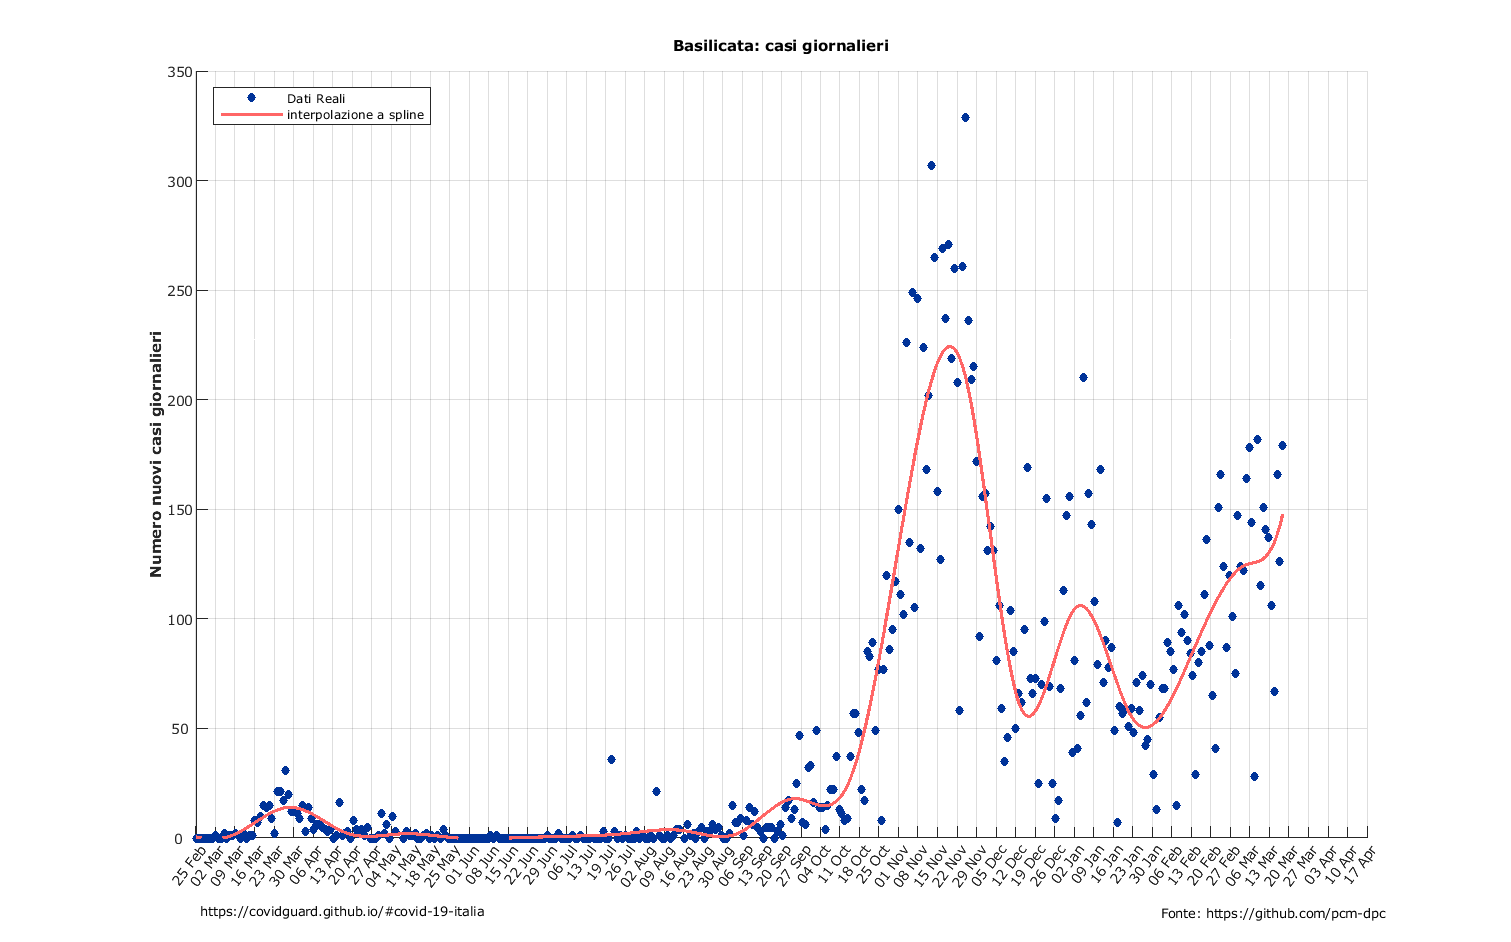 Basilicata: casi giornalieri
Dati Reali
interpolazione a spline
Numero nuovi casi giornalieri
350
300
250
200
150
100
50
0
25 Feb
02 Mar
09 Mar
16 Mar
23 Mar
30 Mar
06 Apr
13 Apr
20 Apr
27 Apr
04 May
11 May
18 May
25 May
01 Jun
08 Jun
15 Jun
22 Jun
29 Jun
06 Jul
13 Jul
19 Jul
26 Jul
02 Aug
09 Aug
16 Aug
23 Aug
30 Aug
06 Sep
13 Sep
20 Sep
27 Sep
04 Oct
11 Oct
18 Oct
25 Oct
01 Nov
08 Nov
15 Nov
22 Nov
29 Nov
05 Dec
12 Dec
19 Dec
26 Dec
02 Jan
09 Jan
16 Jan
23 Jan
30 Jan
06 Feb
13 Feb
20 Feb
27 Feb
06 Mar
13 Mar
20 Mar
27 Mar
03 Apr
10 Apr
17 Apr
https://covidguard.github.io/#covid-19-italia
Fonte: https://github.com/pcm-dpc